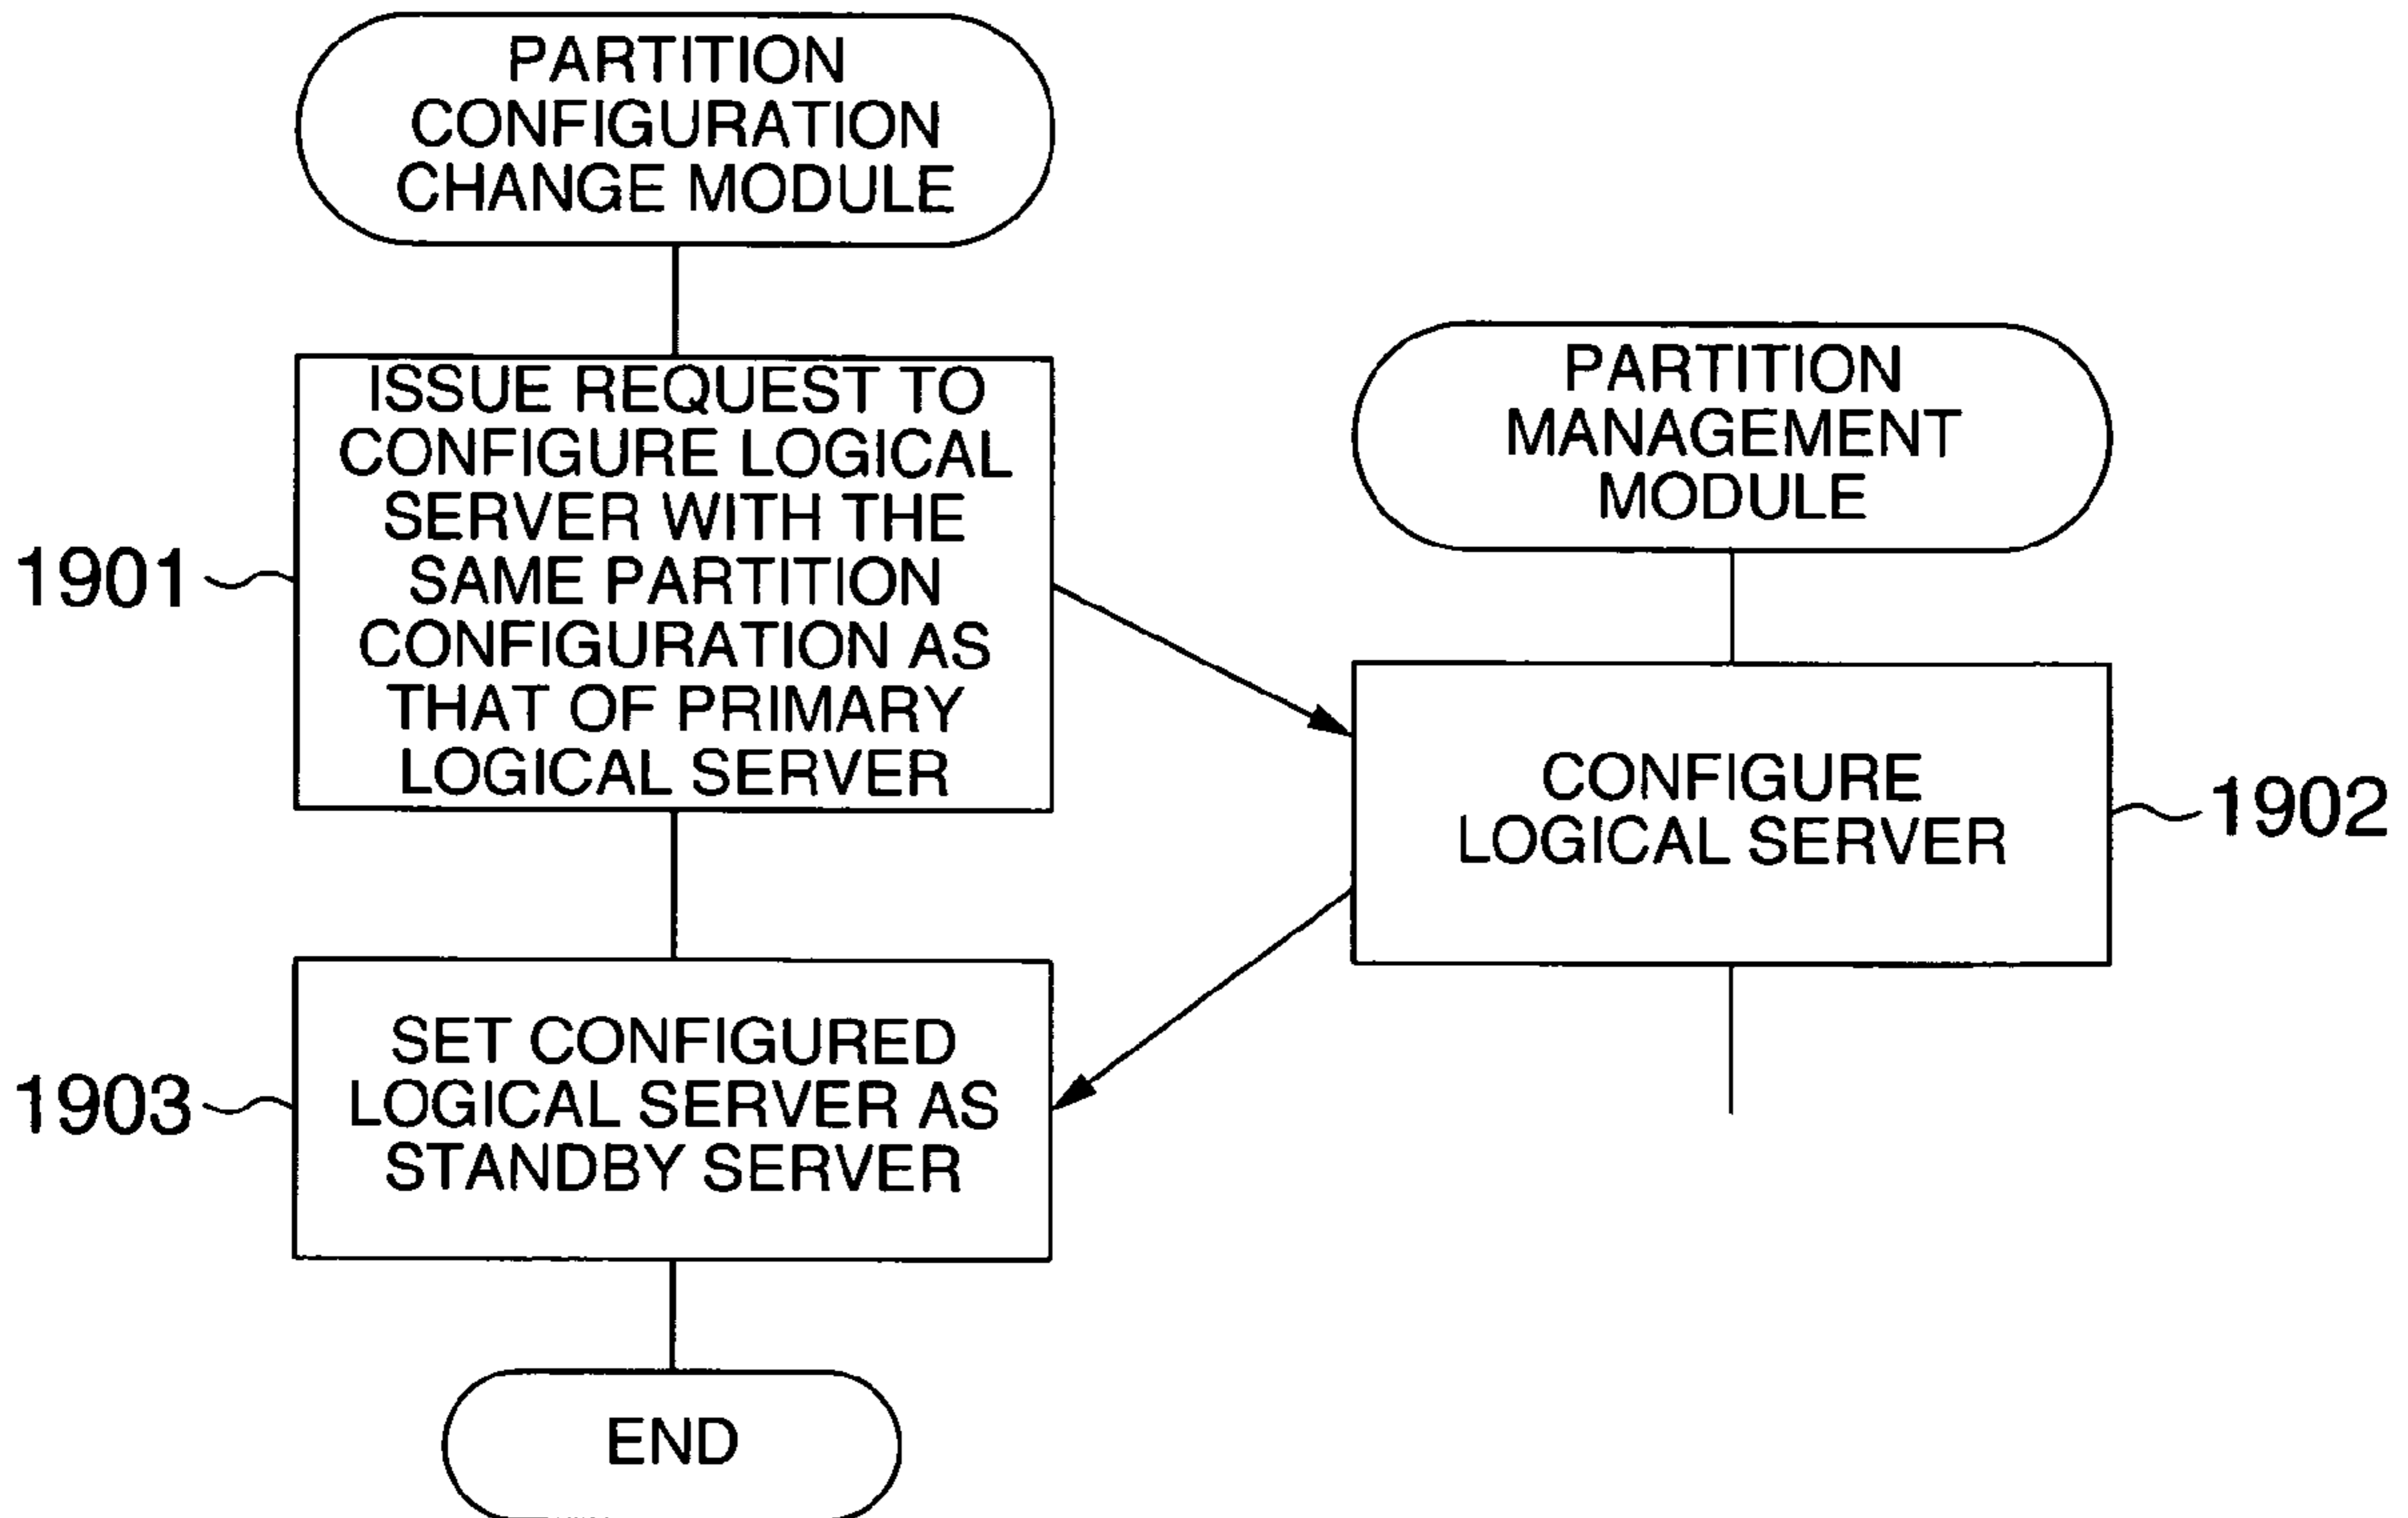 PARTITION
CONFIGURATION
CHANGE MODULE
1901
ISSUE REQUEST TO
CONFIGURE LOGICAL
SERVER WITH THE
SAME PARTITION
CONFIGURATION AS
THAT OF PRIMARY
LOGICAL SERVER
PARTITION
MANAGEMENT
MODULE
CONFIGURE
LOGICAL SERVER
1902
1903
SET CONFIGURED
LOGICAL SERVER AS
STANDBY SERVER
END